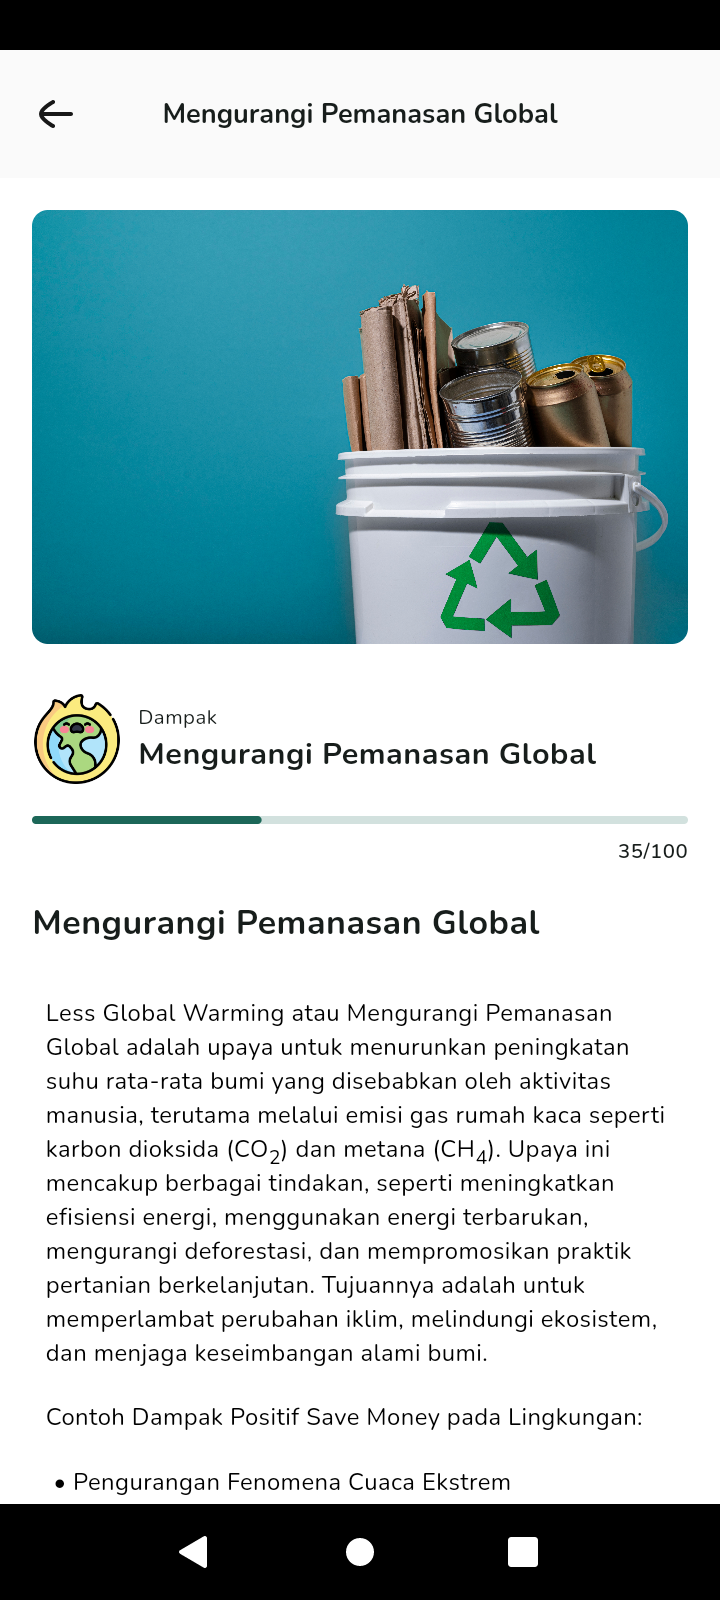 Mengurangi Pemanasan Global
Dampak
Mengurangi Pemanasan Global
35/100
Mengurangi Pemanasan Global
Less Global Warming atau Mengurangi Pemanasan
Global adalah upaya untuk menurunkan peningkatan
suhu rata-rata bumi yang disebabkan oleh aktivitas
manusia, terutama melalui emisi gas rumah kaca seperti
karbon dioksida (CO₂) dan metana (CH₄). Upaya ini
mencakup berbagai tindakan, seperti meningkatkan
efisiensi energi, menggunakan energi terbarukan,
mengurangi deforestasi, dan mempromosikan praktik
pertanian berkelanjutan. Tujuannya adalah untuk
memperlambat perubahan iklim, melindungi ekosistem,
dan menjaga keseimbangan alami bumi.
Contoh Dampak Positif Save Money pada Lingkungan:
• Pengurangan Fenomena Cuaca Ekstrem